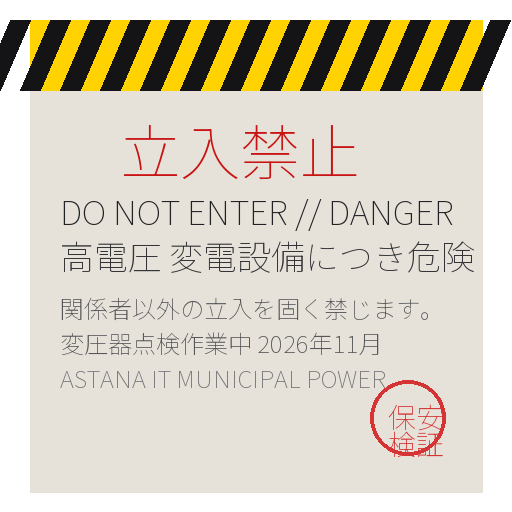 立入禁止
DO NOT ENTER // DANGER
高電圧 変電設備につき危険
関係者以外の立入を固く禁じます。
変圧器点検作業中 2026年11月
ASTANA IT MUNICIPAL POWER
保安
検証